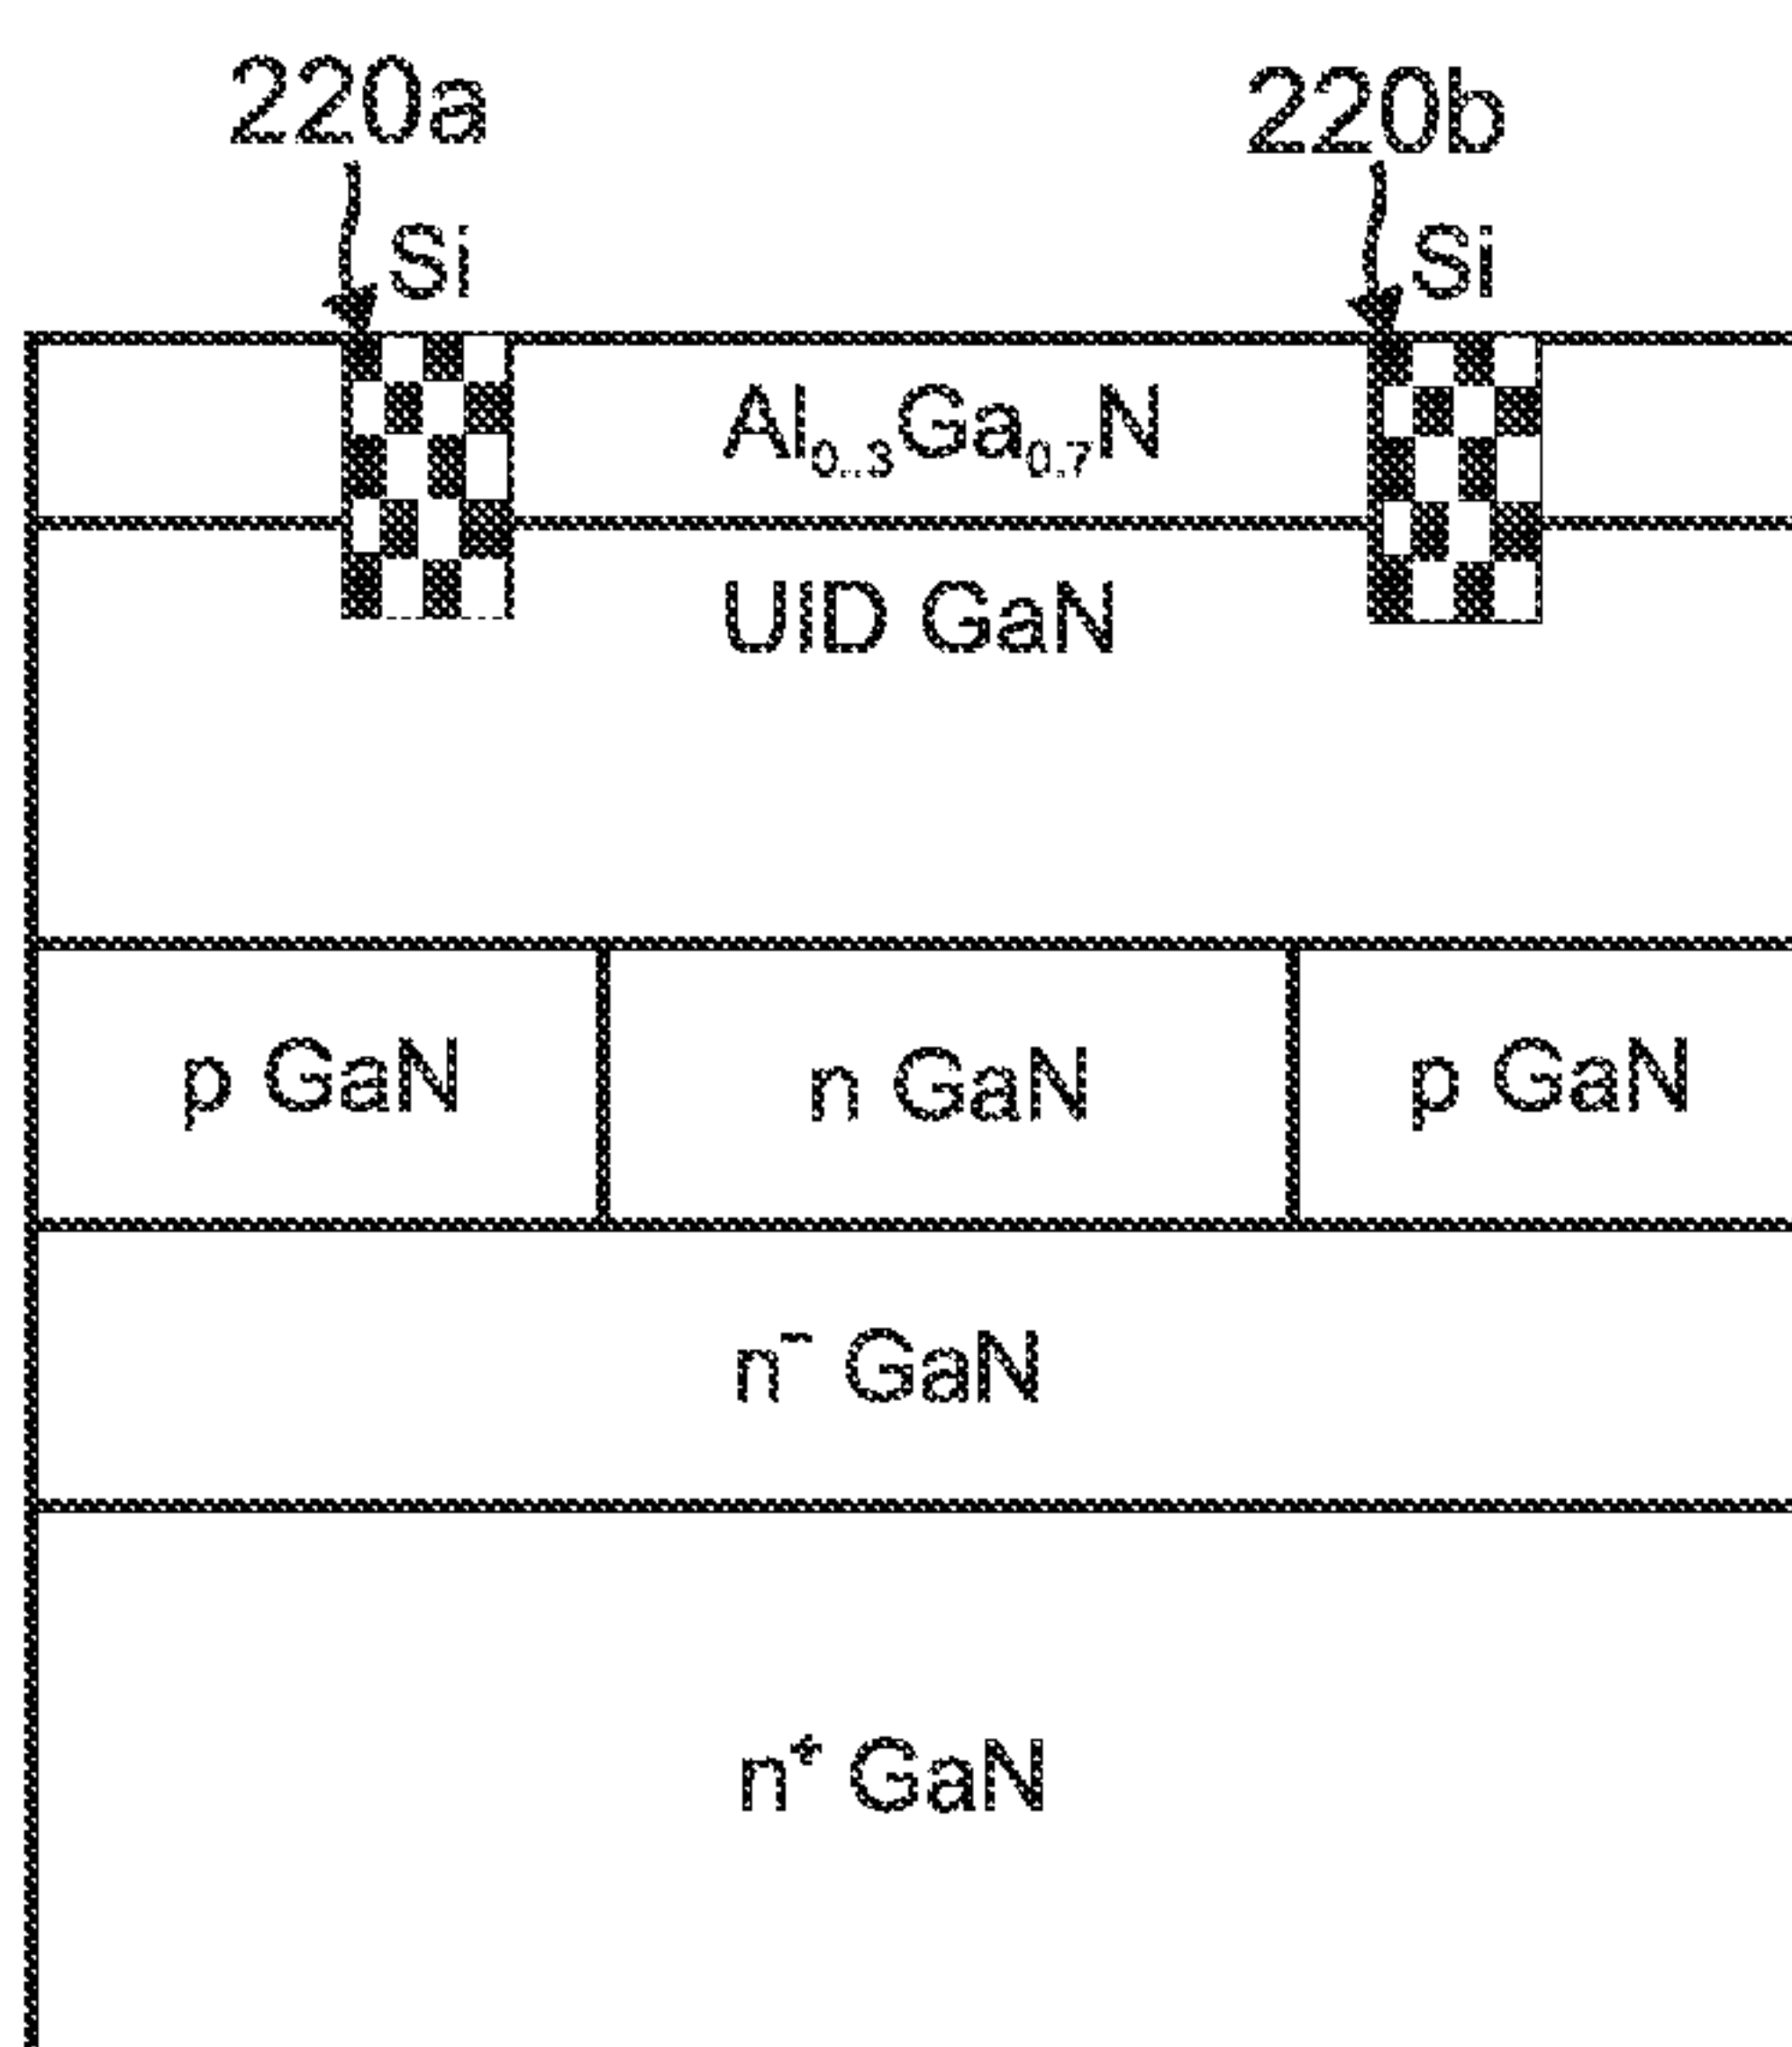 220a 220b
Si Si
Al0..3Ga0.7N
UID GaN
p GaN n GaN p GaN
n⁻ GaN
n⁺ GaN